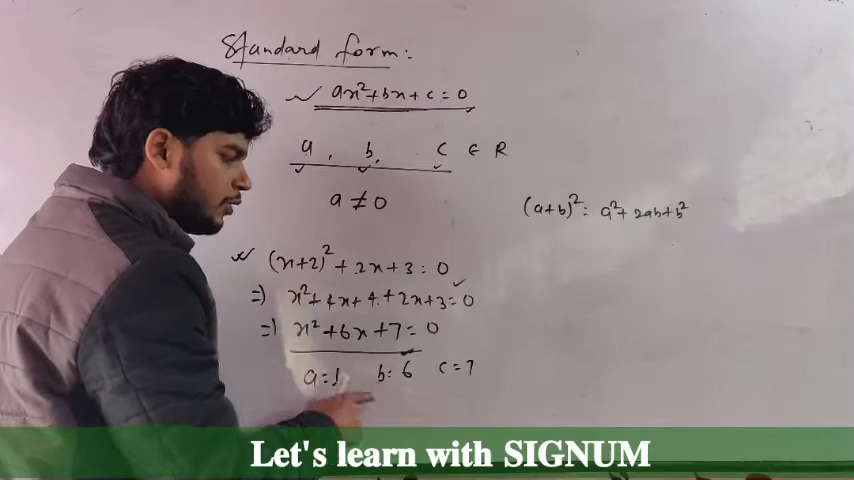 Standard form:
ax²+bx+c=0
a, b, c ∈ R
a ≠ 0
(a+b)²= a²+2ab+b²
(x+2)²+2x+3=0
=) x²+4x+4+2x+3=0
=) x²+6x+7=0
a=1 b=6 c=7
Let's learn with SIGNUM